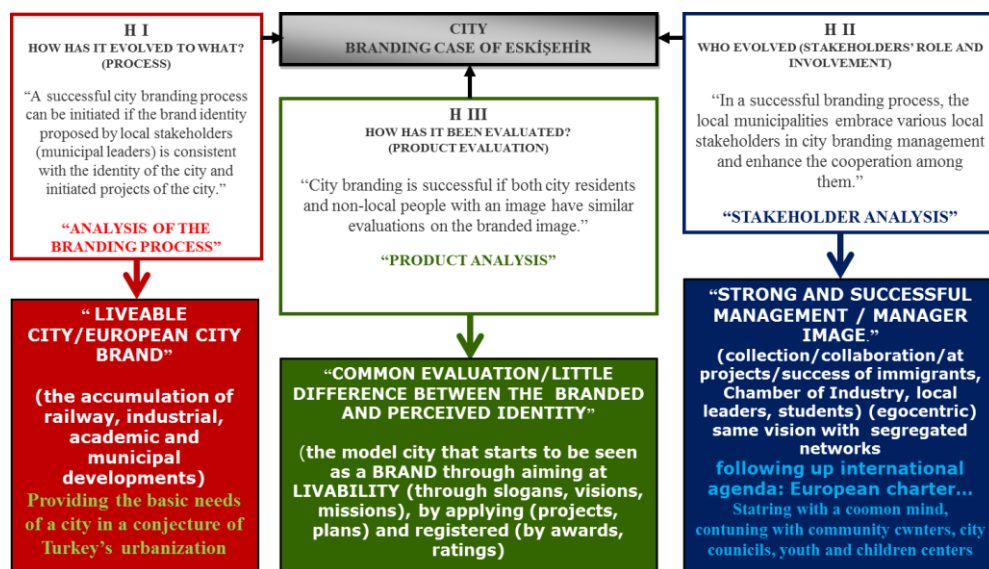 H I
HOW HAS IT EVOLVED TO WHAT?
(PROCESS)
“A successful city branding process
can be initiated if the brand identity
proposed by local stakeholders
(municipal leaders) is consistent
with the identity of the city and
initiated projects of the city.”
“ANALYSIS OF THE
BRANDING PROCESS”
CITY
BRANDING CASE OF ESKİŞEHİR
H III
HOW HAS IT BEEN EVALUATED?
(PRODUCT EVALUATION)
“City branding is successful if both city residents
and non-local people with an image have similar
evaluations on the branded image.”
“PRODUCT ANALYSIS”
H II
WHO EVOLVED (STAKEHOLDERS’ ROLE AND
INVOLVEMENT)
“In a successful branding process, the
local municipalities embrace various local
stakeholders in city branding management
and enhance the cooperation among
them.”
“STAKEHOLDER ANALYSIS”
“ LIVEABLE
CITY/EUROPEAN CITY
BRAND”
(the accumulation of
railway, industrial,
academic and
municipal
developments)
Providing the basic needs
of a city in a conjecture of
Turkey’s urbanization
“COMMON EVALUATION/LITTLE
DIFFERENCE BETWEEN THE BRANDED
AND PERCEIVED IDENTITY”
(the model city that starts to be seen
as a BRAND through aiming at
LIVABILITY (through slogans, visions,
missions), by applying (projects,
plans) and registered (by awards,
ratings)
“STRONG AND SUCCESSFUL
MANAGEMENT / MANAGER
IMAGE.”
(collection/collaboration/at
projects/success of immigrants,
Chamber of Industry, local
leaders, students) (egocentric)
same vision with segregated
networks
following up international
agenda: European charter...
Statring with a coomon mind,
contuning with community cwnters, city
counicils, youth and children centers